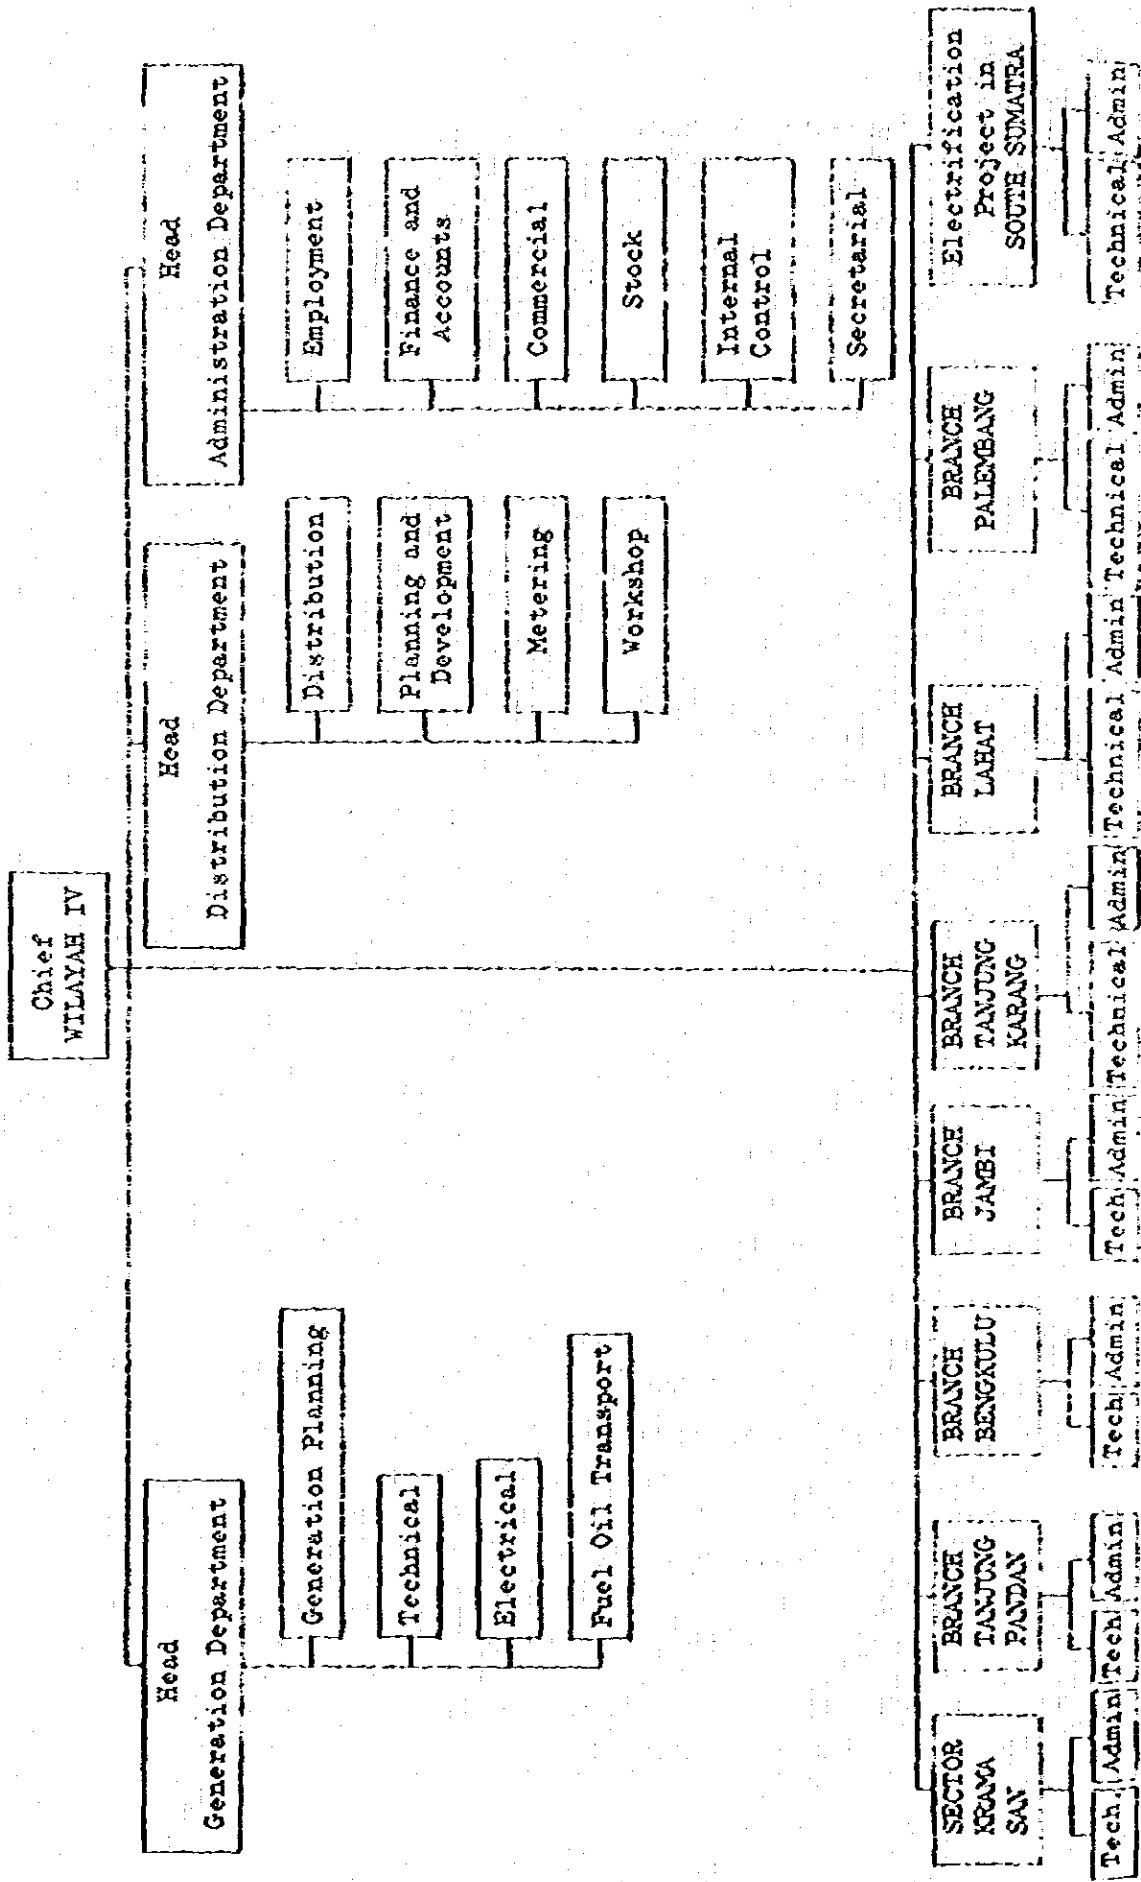 Chief
WILAYAH IV
Head
Generation Department
Head
Distribution Department
Head
Administration Department
Generation Planning
Technical
Electrical
Fuel Oil Transport
Distribution
Planning and
Development
Metering
Workshop
Employment
Finance and
Accounts
Commercial
Stock
Internal
Control
Secretarial
SECTOR
KRAMA
SAN
BRANCH
TANJUNG
PANDAN
BRANCH
BENGKULU
BRANCH
JAMBI
BRANCH
TANJUNG
KARANG
BRANCH
LAHAT
BRANCH
PALEMBANG
Electrification
Project in
SOUTH SUMATRA
Tech. Admin Tech Admin Tech Admin Tech Admin Technical Admin Technical Admin Technical Admin Technical Admin